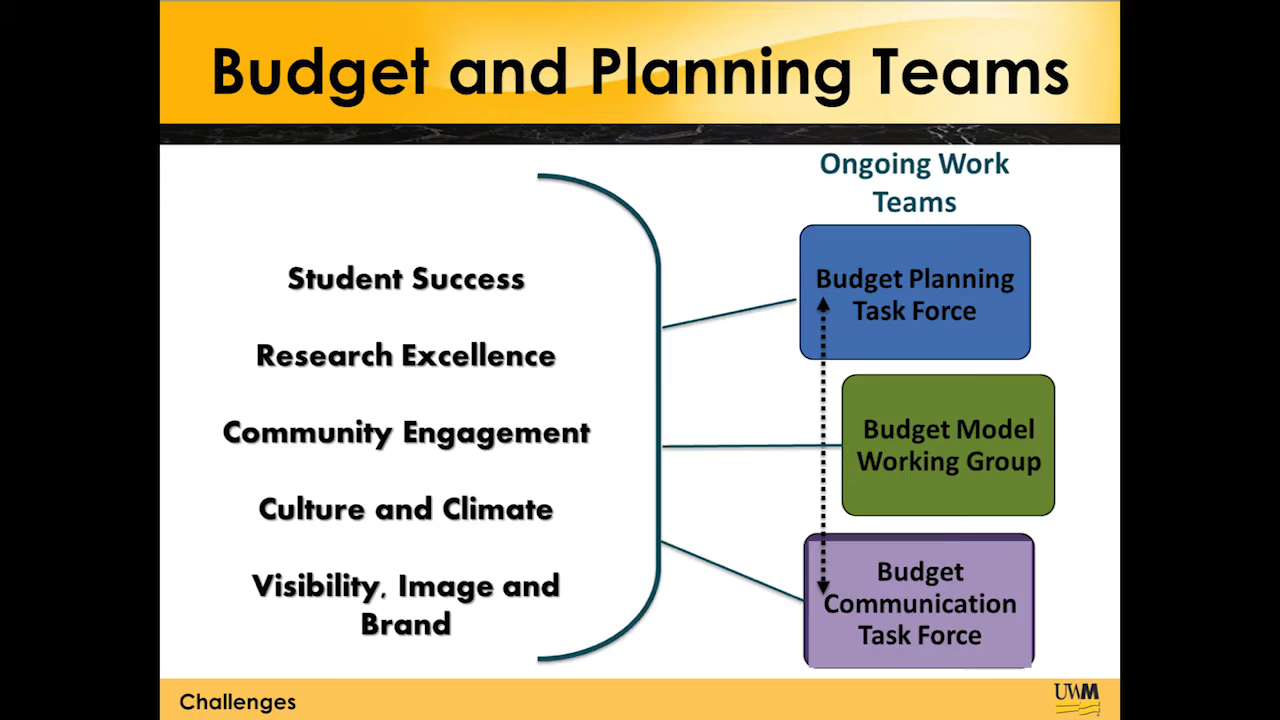 Budget and Planning Teams
Student Success
Research Excellence
Community Engagement
Culture and Climate
Visibility, Image and
Brand
Ongoing Work
Teams
Budget Planning
Task Force
Budget Model
Working Group
Budget
Communication
Task Force
Challenges
UWM